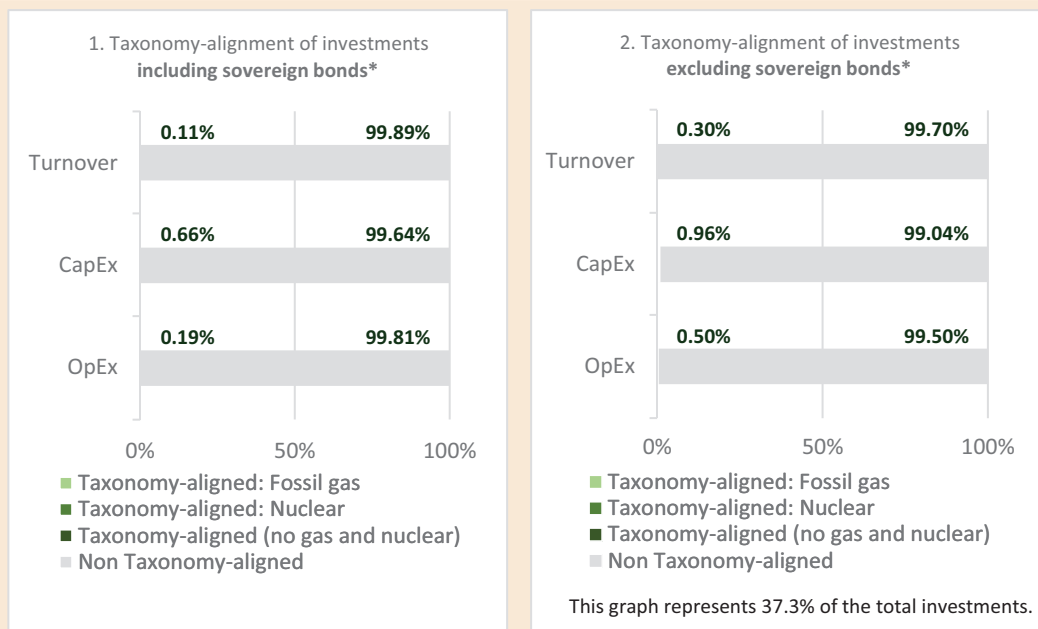 1. Taxonomy-alignment of investments
including sovereign bonds*
0.11% 99.89%
Turnover
0.66% 99.64%
CapEx
0.19% 99.81%
OpEx
0% 50% 100%
Taxonomy-aligned: Fossil gas
Taxonomy-aligned: Nuclear
Taxonomy-aligned (no gas and nuclear)
Non Taxonomy-aligned
2. Taxonomy-alignment of investments
excluding sovereign bonds*
0.30% 99.70%
Turnover
0.96% 99.04%
CapEx
0.50% 99.50%
OpEx
0% 50% 100%
Taxonomy-aligned: Fossil gas
Taxonomy-aligned: Nuclear
Taxonomy-aligned (no gas and nuclear)
Non Taxonomy-aligned
This graph represents 37.3% of the total investments.